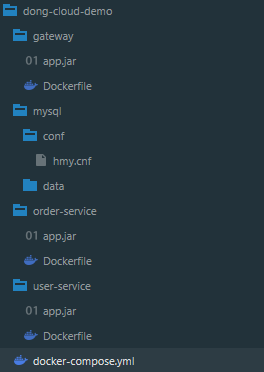 dong-cloud-demo
gateway
01 app.jar
Dockerfile
mysql
conf
hmy.cnf
data
order-service
01 app.jar
Dockerfile
user-service
01 app.jar
Dockerfile
docker-compose.yml